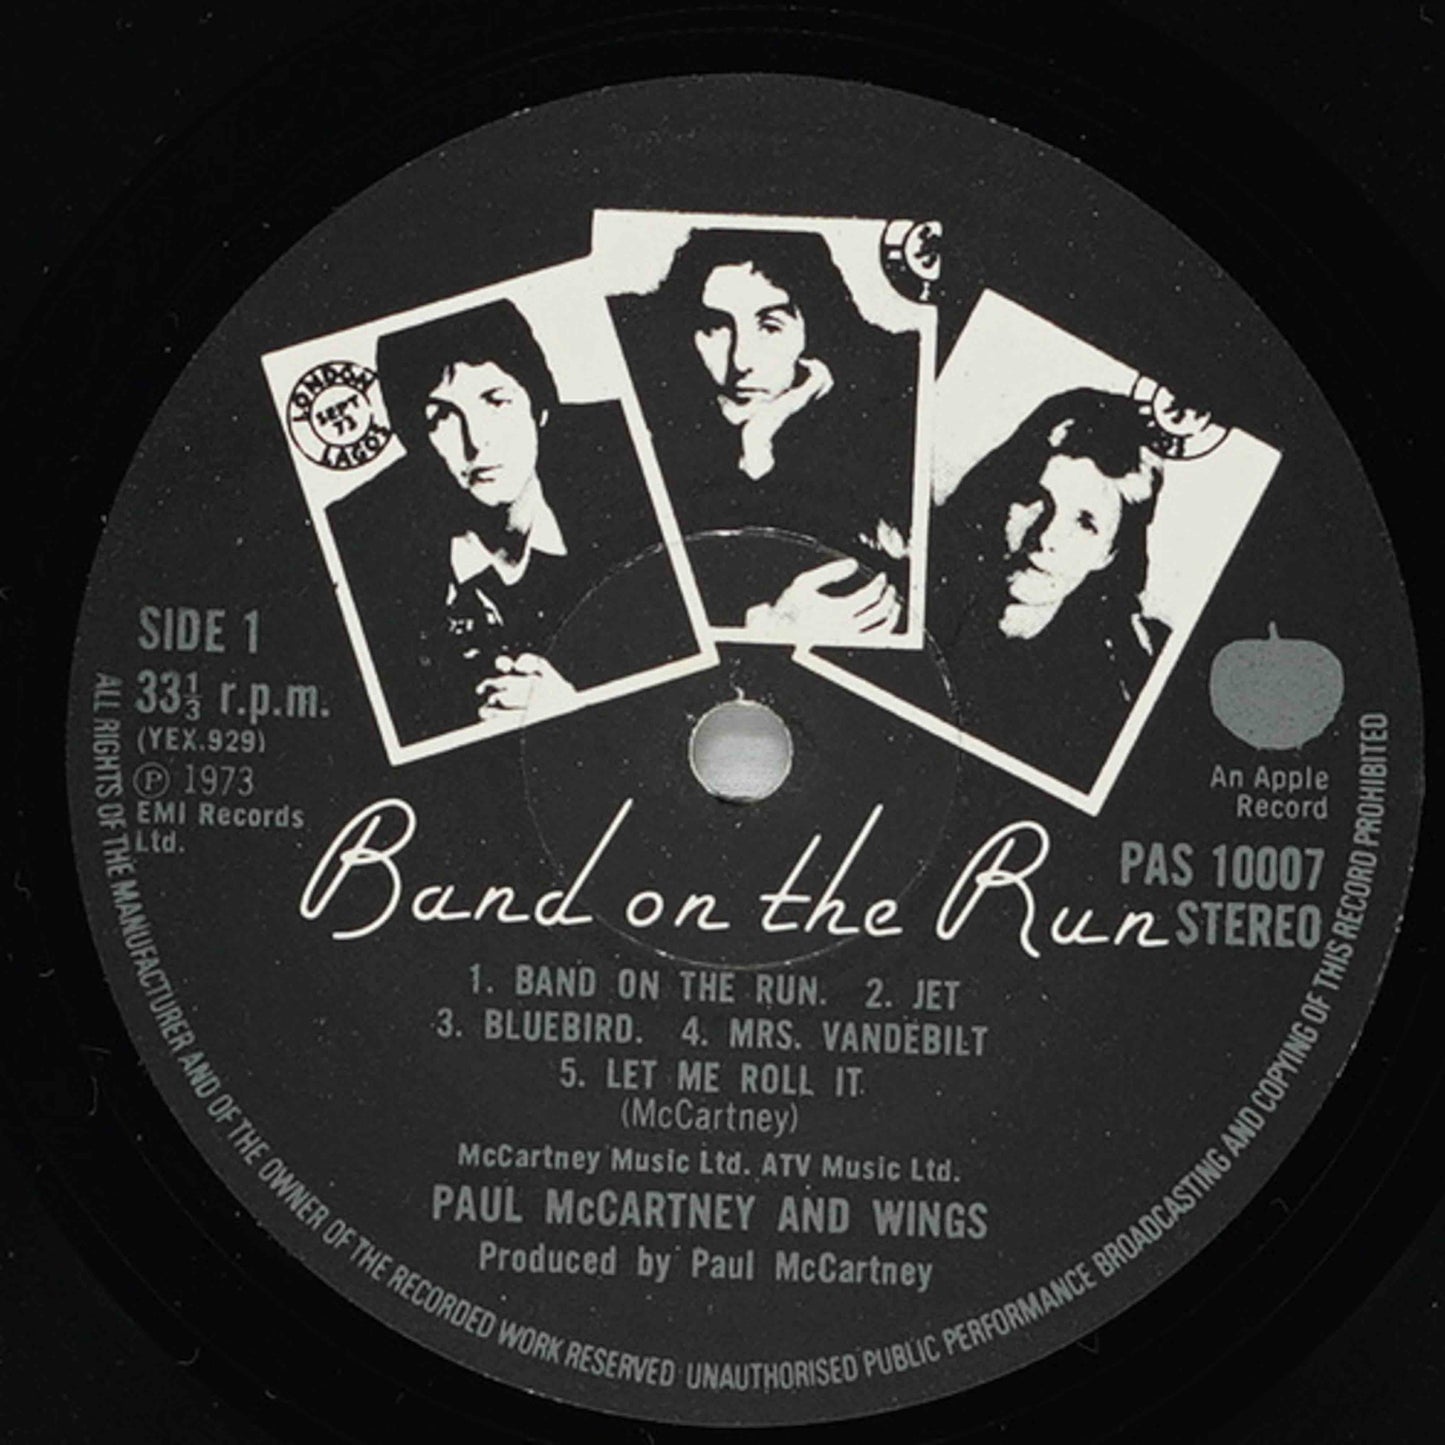 LONDON
SEPT
73
LAGOS
SIDE 1
33⅓ r.p.m.
(YEX.929)
℗ 1973
EMI Records
Ltd.
An Apple
Record
PAS 10007
STEREO
Band on the Run
1. BAND ON THE RUN. 2. JET
3. BLUEBIRD. 4. MRS. VANDEBILT
5. LET ME ROLL IT
(McCartney)
McCartney Music Ltd. ATV Music Ltd.
PAUL McCARTNEY AND WINGS
Produced by Paul McCartney
ALL RIGHTS OF THE MANUFACTURER AND OF THE OWNER OF THE RECORDED WORK RESERVED UNAUTHORISED PUBLIC PERFORMANCE BROADCASTING AND COPYING OF THIS RECORD PROHIBITED